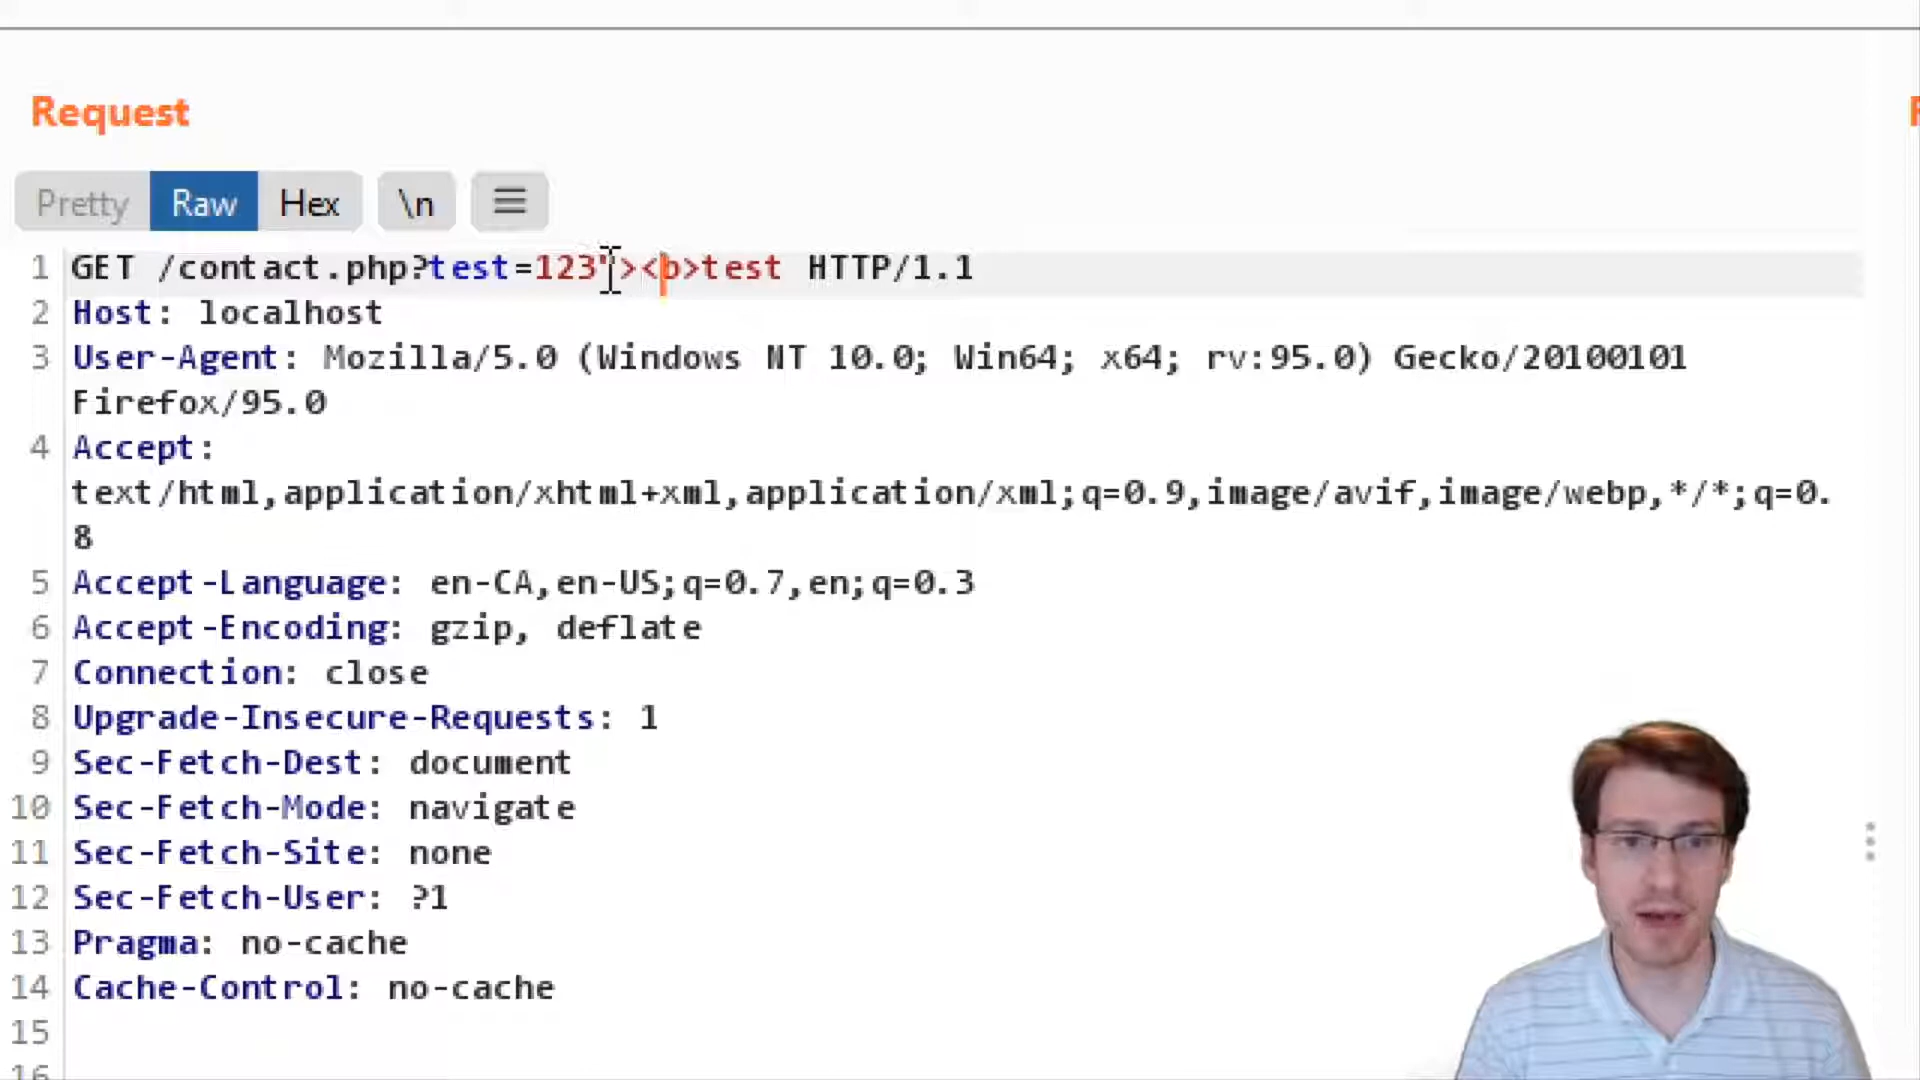 Request
Pretty Raw Hex \n
1 GET /contact.php?test=123"><b>test HTTP/1.1
2 Host: localhost
3 User-Agent: Mozilla/5.0 (Windows NT 10.0; Win64; x64; rv:95.0) Gecko/20100101
Firefox/95.0
4 Accept:
text/html,application/xhtml+xml,application/xml;q=0.9,image/avif,image/webp,*/*;q=0.
8
5 Accept-Language: en-CA,en-US;q=0.7,en;q=0.3
6 Accept-Encoding: gzip, deflate
7 Connection: close
8 Upgrade-Insecure-Requests: 1
9 Sec-Fetch-Dest: document
10 Sec-Fetch-Mode: navigate
11 Sec-Fetch-Site: none
12 Sec-Fetch-User: ?1
13 Pragma: no-cache
14 Cache-Control: no-cache
15
16